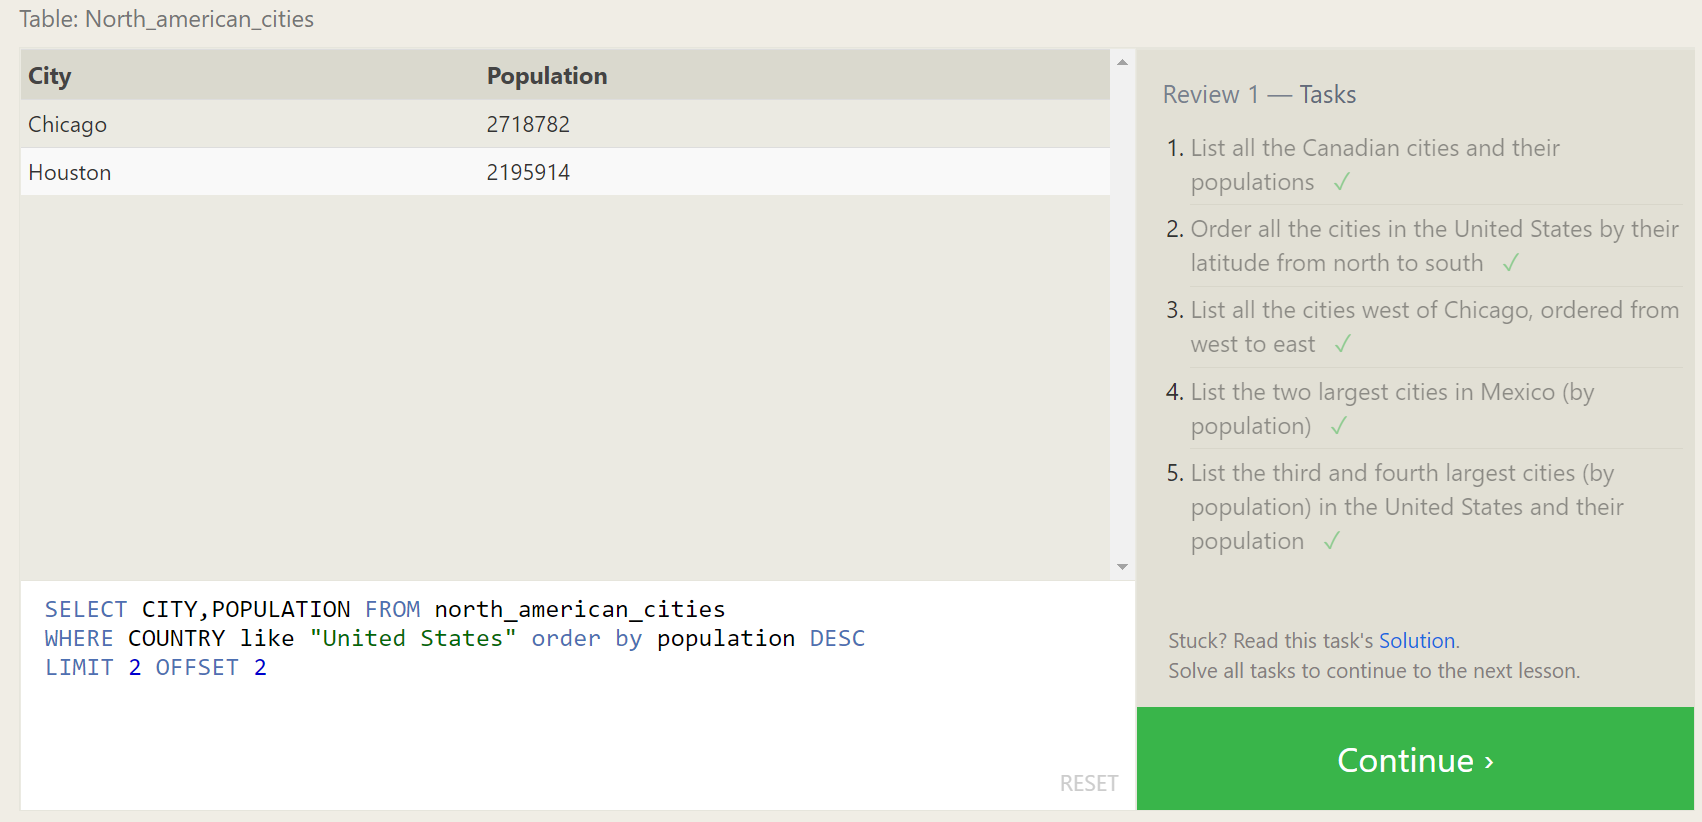 Table: North_american_cities
City Population
Chicago 2718782
Houston 2195914
SELECT CITY,POPULATION FROM north_american_cities
WHERE COUNTRY like "United States" order by population DESC
LIMIT 2 OFFSET 2
RESET
Review 1 — Tasks
1. List all the Canadian cities and their
populations ✓
2. Order all the cities in the United States by their
latitude from north to south ✓
3. List all the cities west of Chicago, ordered from
west to east ✓
4. List the two largest cities in Mexico (by
population) ✓
5. List the third and fourth largest cities (by
population) in the United States and their
population ✓
Stuck? Read this task's Solution.
Solve all tasks to continue to the next lesson.
Continue ›